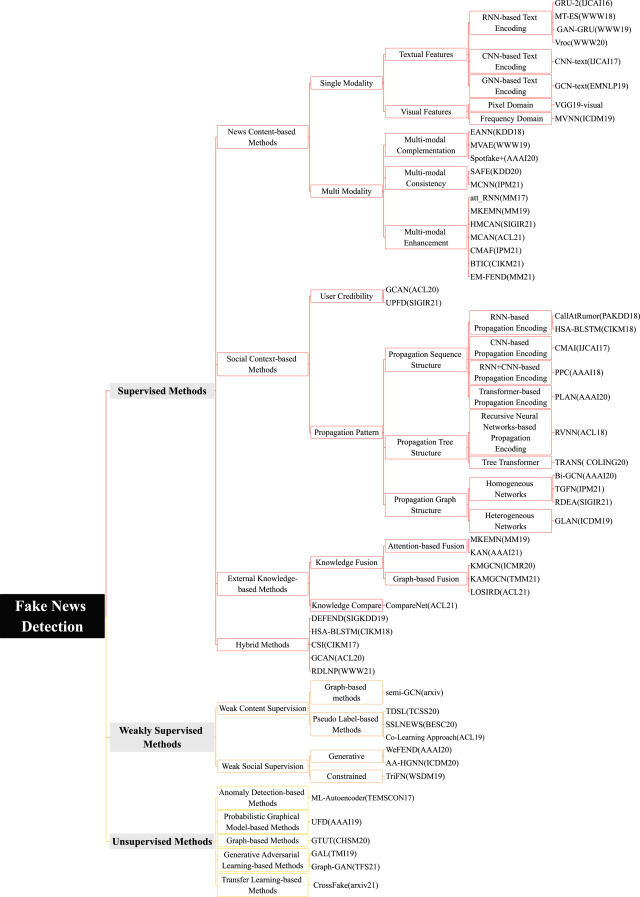 Fake News
Detection
Supervised Methods
News Content-based
Methods
Single Modality
Textual Features
RNN-based Text
Encoding
GRU-2(IJCAI16)
MT-ES(WWW18)
GAN-GRU(WWW19)
Vroc(WWW20)
CNN-based Text
Encoding
CNN-text(IJCAI17)
GNN-based Text
Encoding
GCN-text(EMNLP19)
Visual Features
Pixel Domain
VGG19-visual
Frequency Domain
MVNN(ICDM19)
Multi Modality
Multi-modal
Complementation
EANN(KDD18)
MVAE(WWW19)
Spotfake+(AAAI20)
Multi-modal
Consistency
SAFE(KDD20)
MCNN(IPM21)
Multi-modal
Enhancement
att_RNN(MM17)
MKEMN(MM19)
HMCAN(SIGIR21)
MCAN(ACL21)
CMAF(IPM21)
BTIC(CIKM21)
EM-FEND(MM21)
Social Context-based
Methods
User Credibility
GCAN(ACL20)
UPFD(SIGIR21)
Propagation Pattern
Propagation Sequence
Structure
RNN-based
Propagation Encoding
CallAtRumor(PAKDD18)
HSA-BLSTM(CIKM18)
CNN-based
Propagation Encoding
CMAI(IJCAI17)
RNN+CNN-based
Propagation Encoding
PPC(AAAI18)
Transformer-based
Propagation Encoding
PLAN(AAAI20)
Propagation Tree
Structure
Recursive Neural
Networks-based
Propagation
Encoding
RVNN(ACL18)
Tree Transformer
TRANS( COLING20)
Propagation Graph
Structure
Homogeneous
Networks
Bi-GCN(AAAI20)
TGFN(IPM21)
RDEA(SIGIR21)
Heterogeneous
Networks
GLAN(ICDM19)
External Knowledge-
based Methods
Knowledge Fusion
Attention-based Fusion
MKEMN(MM19)
KAN(AAAI21)
Graph-based Fusion
KMGCN(ICMR20)
KAMGCN(TMM21)
LOSIRD(ACL21)
Knowledge Compare
CompareNet(ACL21)
Hybrid Methods
DEFEND(SIGKDD19)
HSA-BLSTM(CIKM18)
CSI(CIKM17)
GCAN(ACL20)
RDLNP(WWW21)
Weakly Supervised
Methods
Weak Content Supervision
Graph-based
methods
semi-GCN(arxiv)
Pseudo Label-based
Methods
TDSL(TCSS20)
SSLNEWS(BESC20)
Co-Learning Approach(ACL19)
Weak Social Supervision
Generative
WeFEND(AAAI20)
AA-HGNN(ICDM20)
Constrained
TriFN(WSDM19)
Unsupervised Methods
Anomaly Detection-based
Methods
ML-Autoencoder(TEMSCON17)
Probabilistic Graphical
Model-based Methods
UFD(AAAI19)
Graph-based Methods
GTUT(CHSM20)
Generative Adversarial
Learning-based Methods
GAL(TMI19)
Graph-GAN(TFS21)
Transfer Learning-based
Methods
CrossFake(arxiv21)